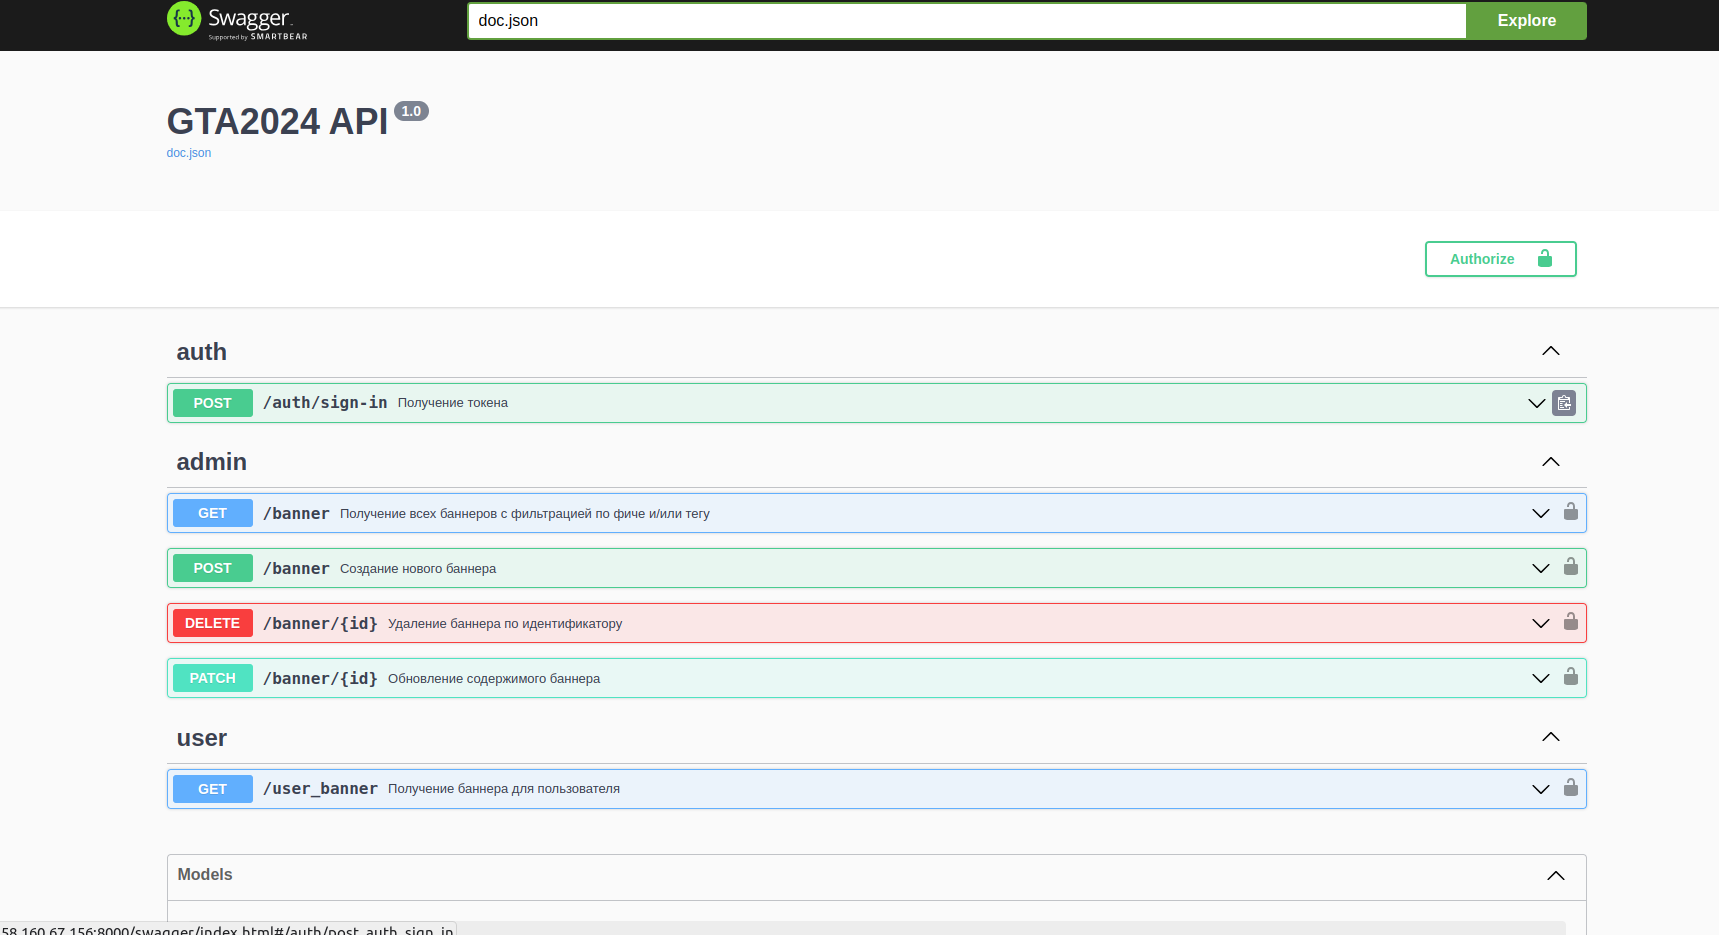 Swagger
Supported by SMARTBEAR
doc.json
Explore
GTA2024 API 1.0
doc.json
Authorize
auth
POST /auth/sign-in Получение токена
admin
GET /banner Получение всех баннеров с фильтрацией по фиче и/или тегу
POST /banner Создание нового баннера
DELETE /banner/{id} Удаление баннера по идентификатору
PATCH /banner/{id} Обновление содержимого баннера
user
GET /user_banner Получение баннера для пользователя
Models
58.160.67.156:8000/swagger/index.html#/auth/post_auth_sign_in